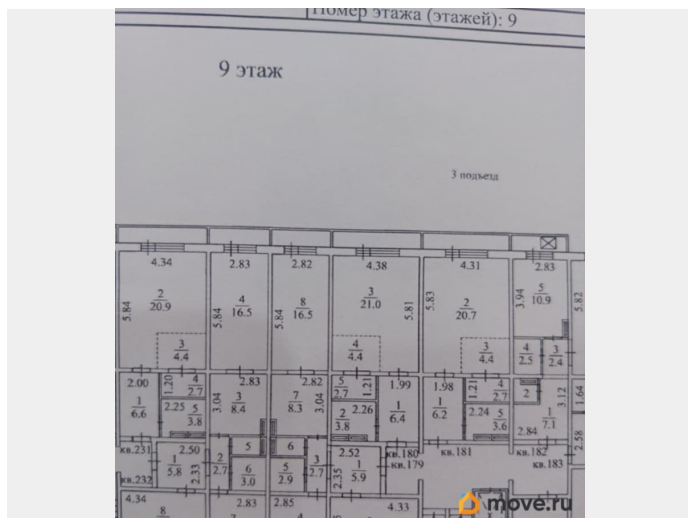 Номер этажа (этажей): 9
9 этаж
3 подъезд
4.34 2.83 2.82 4.38 4.31 2.83
5.84 2 20.9 4 16.5 5.84 8 16.5 5.84 3 21.0 5.81 5.83 2 20.7 3.94 5 10.9 5.82
3 4.4 4 4.4 3 4.4 4 2.5 3 2.4
2.00 1.20 4 2.7 2.83 2.82 5 2.7 1.21 1.99 1.98 1.21 4 2.7
1 6.6 2.25 5 3.8 3.04 3 8.4 7 8.3 3.04 2 3.8 2.26 1 6.4 1 6.2 2.24 5 3.6 2 3.12 1.64
2.84 1 7.1 2.58
кв.231 2.50 5 6 2.52 кв.180 кв.181 кв.182
1 5.8 2.33 2 2.7 6 3.0 5 2.9 3 2.7 2.35 1 5.9 кв.179 кв.183
кв.232
4.34 2.83 2.85 4.33
8
move.ru